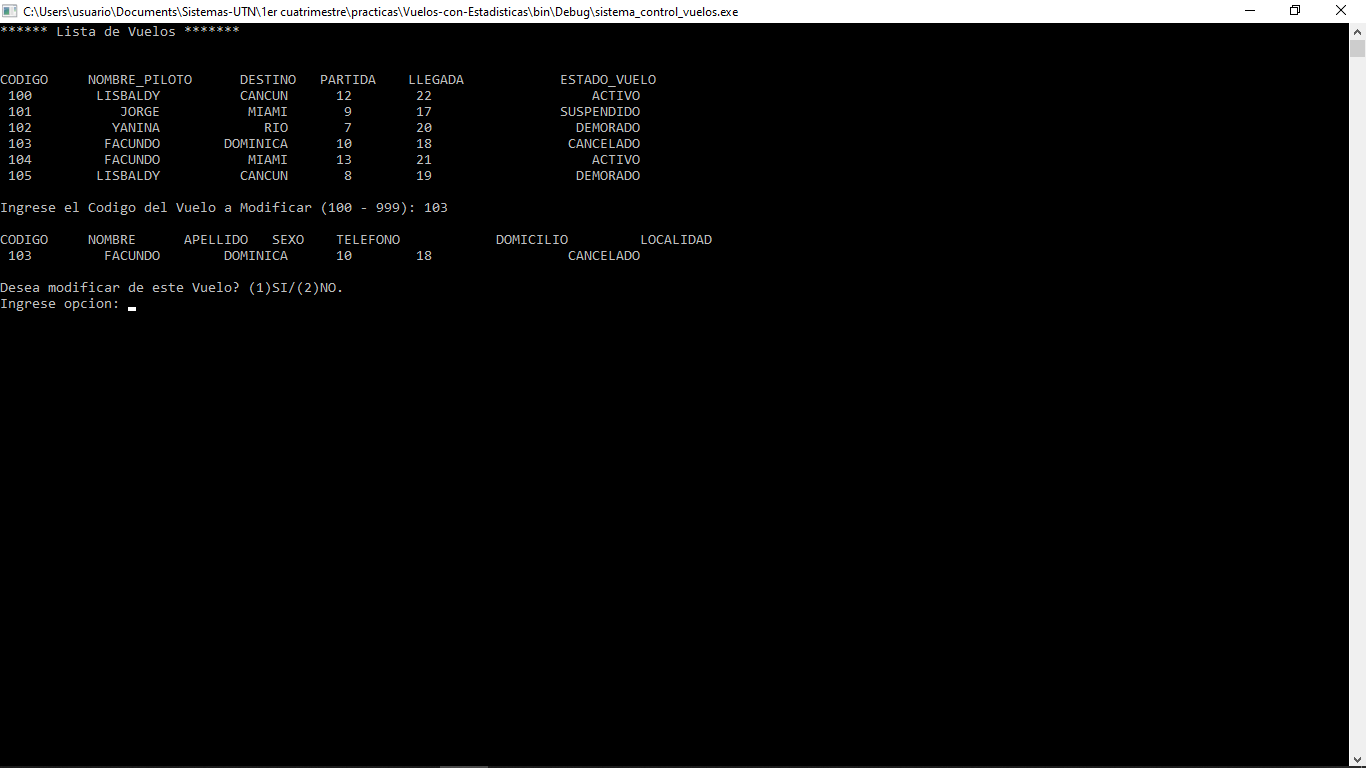 C:\Users\usuario\Documents\Sistemas-UTN\1er cuatrimestre\practicas\Vuelos-con-Estadisticas\bin\Debug\sistema_control_vuelos.exe
****** Lista de Vuelos *******
CODIGO     NOMBRE_PILOTO      DESTINO   PARTIDA    LLEGADA            ESTADO_VUELO
 100        LISBALDY          CANCUN      12        22                    ACTIVO
 101           JORGE           MIAMI       9        17                SUSPENDIDO
 102          YANINA             RIO       7        20                  DEMORADO
 103         FACUNDO        DOMINICA      10        18                 CANCELADO
 104         FACUNDO           MIAMI      13        21                    ACTIVO
 105        LISBALDY          CANCUN       8        19                  DEMORADO
Ingrese el Codigo del Vuelo a Modificar (100 - 999): 103
CODIGO     NOMBRE      APELLIDO   SEXO    TELEFONO            DOMICILIO         LOCALIDAD
 103         FACUNDO        DOMINICA      10        18                 CANCELADO
Desea modificar de este Vuelo? (1)SI/(2)NO.
Ingrese opcion: